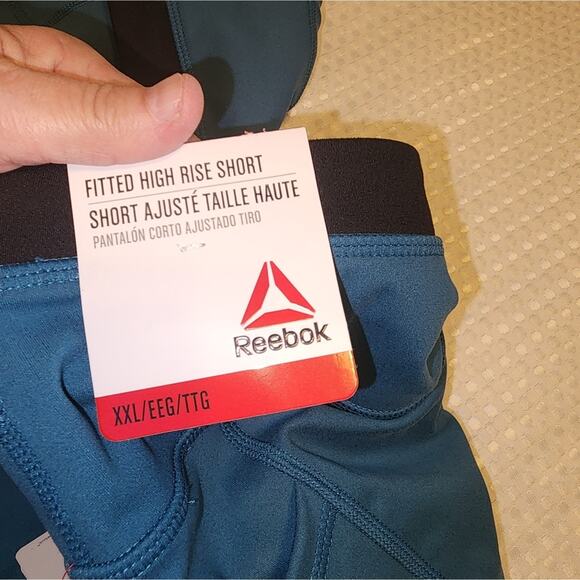 FITTED HIGH RISE SHORT
SHORT AJUSTÉ TAILLE HAUTE
PANTALÓN CORTO AJUSTADO TIRO
Reebok
XXL/EEG/TTG